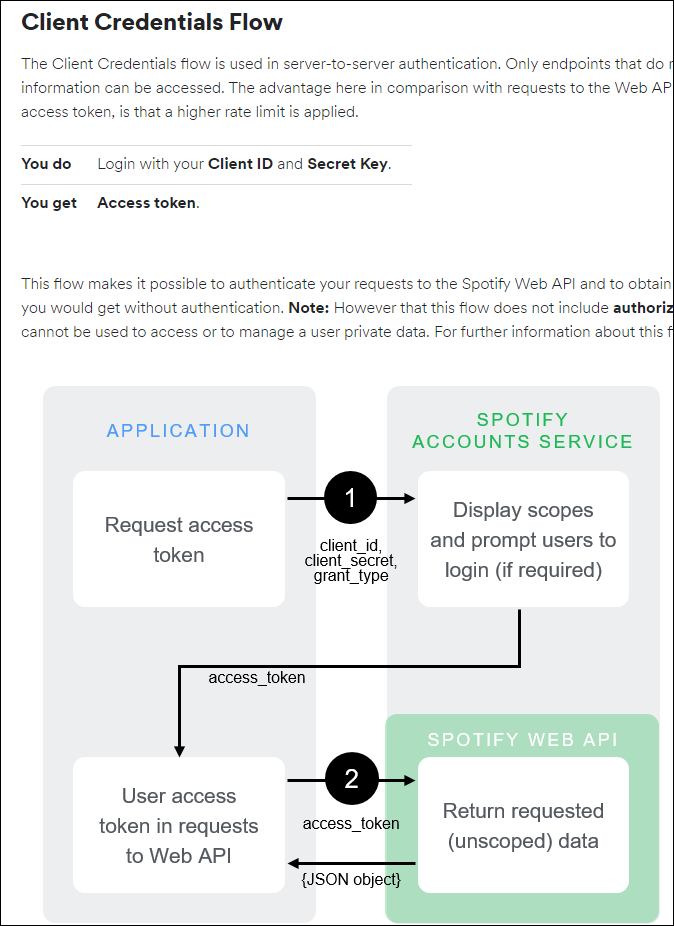 Client Credentials Flow
The Client Credentials flow is used in server-to-server authentication. Only endpoints that do
information can be accessed. The advantage here in comparison with requests to the Web
access token, is that a higher rate limit is applied.
You do Login with your Client ID and Secret Key.
You get Access token.
This flow makes it possible to authenticate your requests to the Spotify Web API and to obtain
you would get without authentication. Note: However that this flow does not include
cannot be used to access or to manage a user private data. For further information about this
APPLICATION
SPOTIFY
ACCOUNTS SERVICE
Request access
token
1
client_id,
client_secret,
grant_type
Display scopes
and prompt users to
login (if required)
access_token
SPOTIFY WEB API
User access
token in requests
to Web API
2
access_token
{JSON object}
Return requested
(unscoped) data